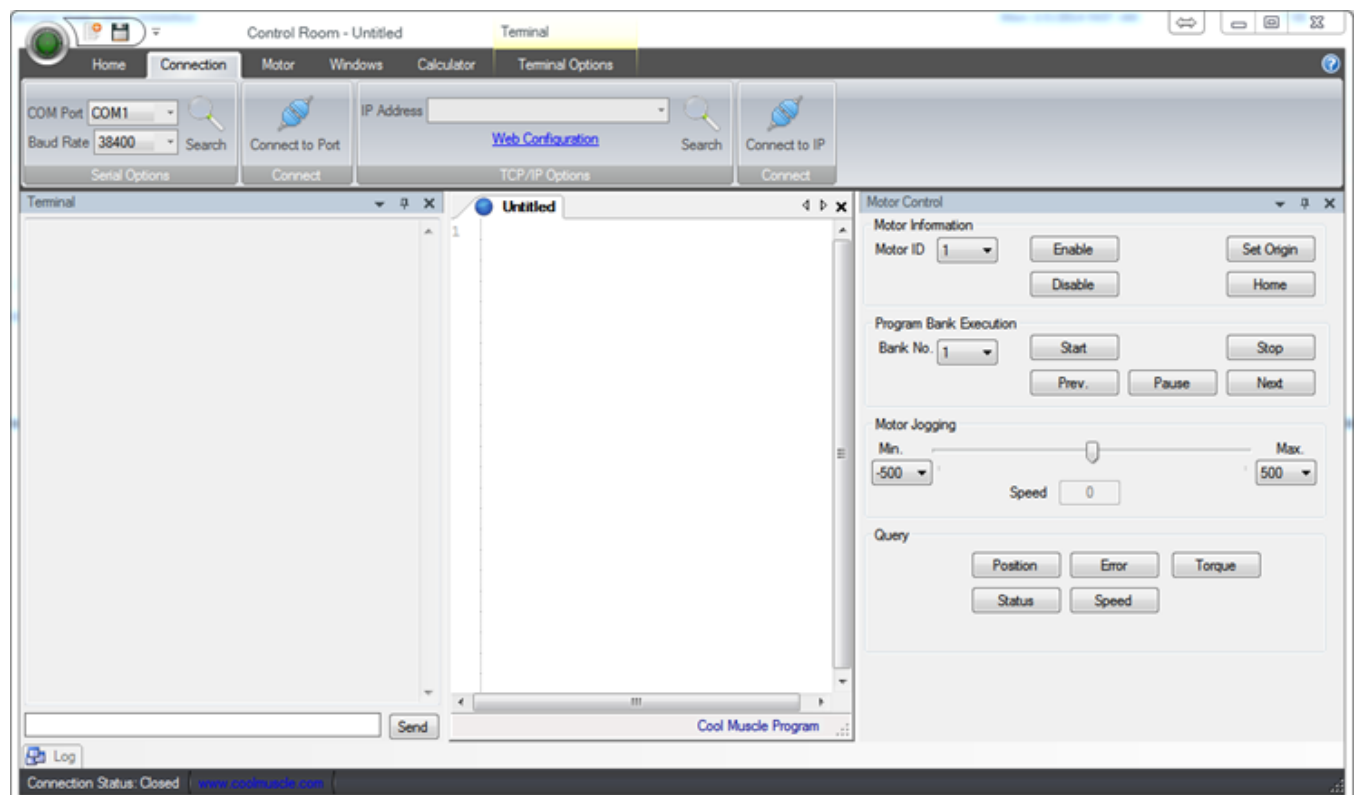 Control Room - Untitled
Terminal
Home Connection Motor Windows Calculator Terminal Options
COM Port COM1
Baud Rate 38400
Search
Connect to Port
IP Address
Web Configuration
Search
Connect to IP
Serial Options
Connect
TCP/IP Options
Connect
Terminal
Untitled
Motor Control
1
Motor Information
Motor ID 1 Enable Set Origin
Disable Home
Program Bank Execution
Bank No. 1 Start Stop
Prev. Pause Next
Motor Jogging
Min. Max.
-500 500
Speed 0
Query
Position Error Torque
Status Speed
Send
Cool Muscle Program
Log
Connection Status: Closed www.coolmuscle.com